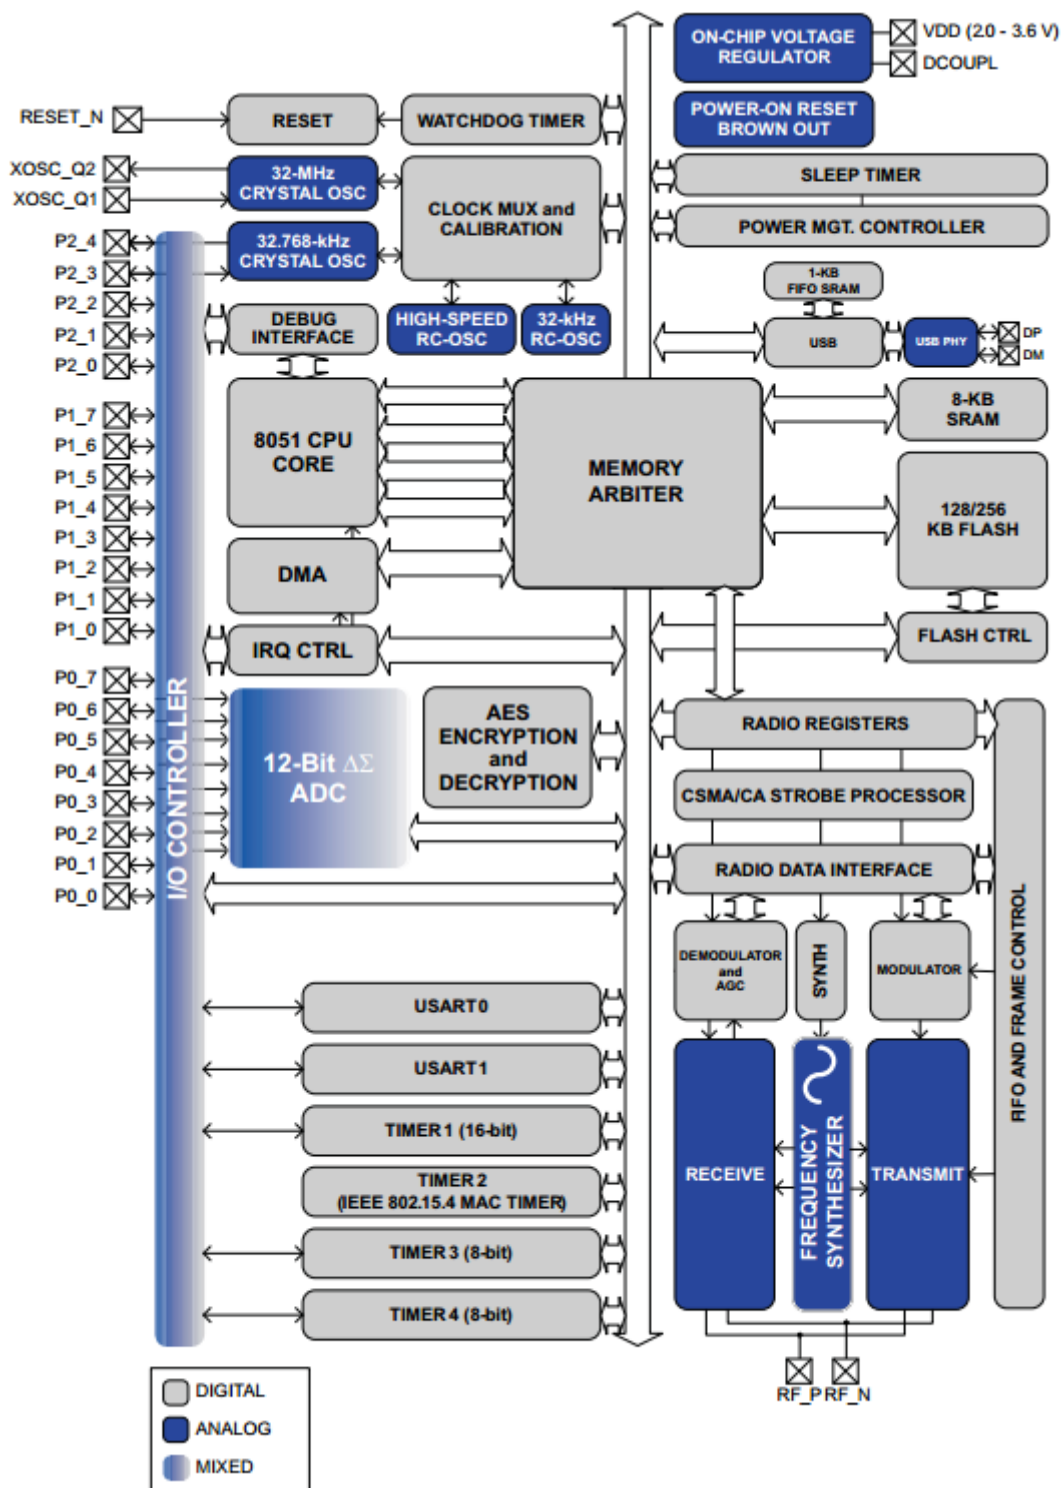 ON-CHIP VOLTAGE
REGULATOR
VDD (2.0 - 3.6 V)
DCOUPL
POWER-ON RESET
BROWN OUT
RESET_N
RESET
WATCHDOG TIMER
XOSC_Q2
XOSC_Q1
32-MHz
CRYSTAL OSC
CLOCK MUX and
CALIBRATION
SLEEP TIMER
POWER MGT. CONTROLLER
P2_4
P2_3
P2_2
P2_1
P2_0
32.768-kHz
CRYSTAL OSC
DEBUG
INTERFACE
HIGH-SPEED
RC-OSC
32-kHz
RC-OSC
1-KB
FIFO SRAM
USB
USB PHY
DP
DM
P1_7
P1_6
P1_5
P1_4
P1_3
P1_2
P1_1
P1_0
8051 CPU
CORE
MEMORY
ARBITER
8-KB
SRAM
128/256
KB FLASH
DMA
IRQ CTRL
FLASH CTRL
P0_7
P0_6
P0_5
P0_4
P0_3
P0_2
P0_1
P0_0
I/O CONTROLLER
12-Bit ΔΣ
ADC
AES
ENCRYPTION
and
DECRYPTION
RADIO REGISTERS
CSMA/CA STROBE PROCESSOR
RADIO DATA INTERFACE
FIFO AND FRAME CONTROL
DEMODULATOR
and
AGC
SYNTH
MODULATOR
USART 0
USART 1
TIMER 1 (16-bit)
TIMER 2
(IEEE 802.15.4 MAC TIMER)
TIMER 3 (8-bit)
TIMER 4 (8-bit)
RECEIVE
FREQUENCY
SYNTHESIZER
TRANSMIT
RF_P
RF_N
DIGITAL
ANALOG
MIXED